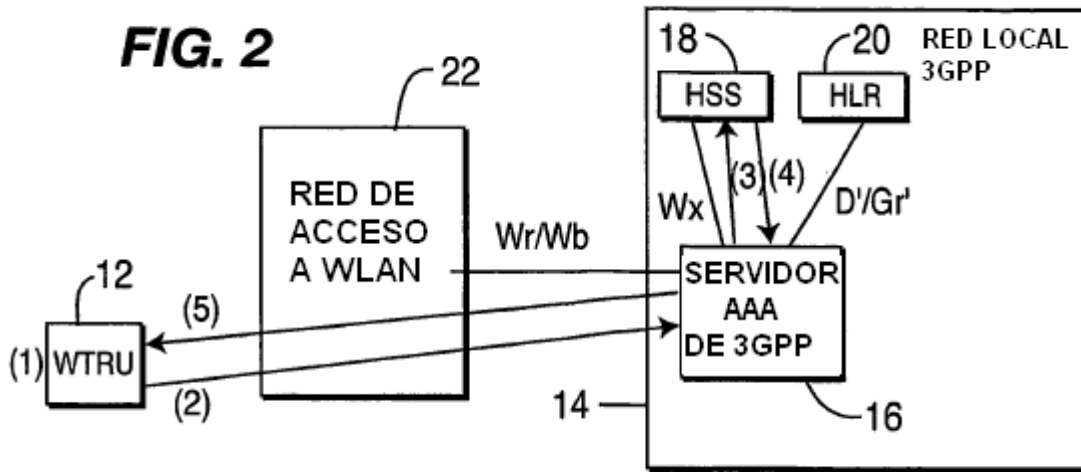 FIG. 2
22
18
20
RED LOCAL
3GPP
HSS
HLR
RED DE
ACCESO
A WLAN
(3)
(4)
Wx
D'/Gr'
Wr/Wb
SERVIDOR
AAA
DE 3GPP
12
(5)
(1)
WTRU
(2)
14
16